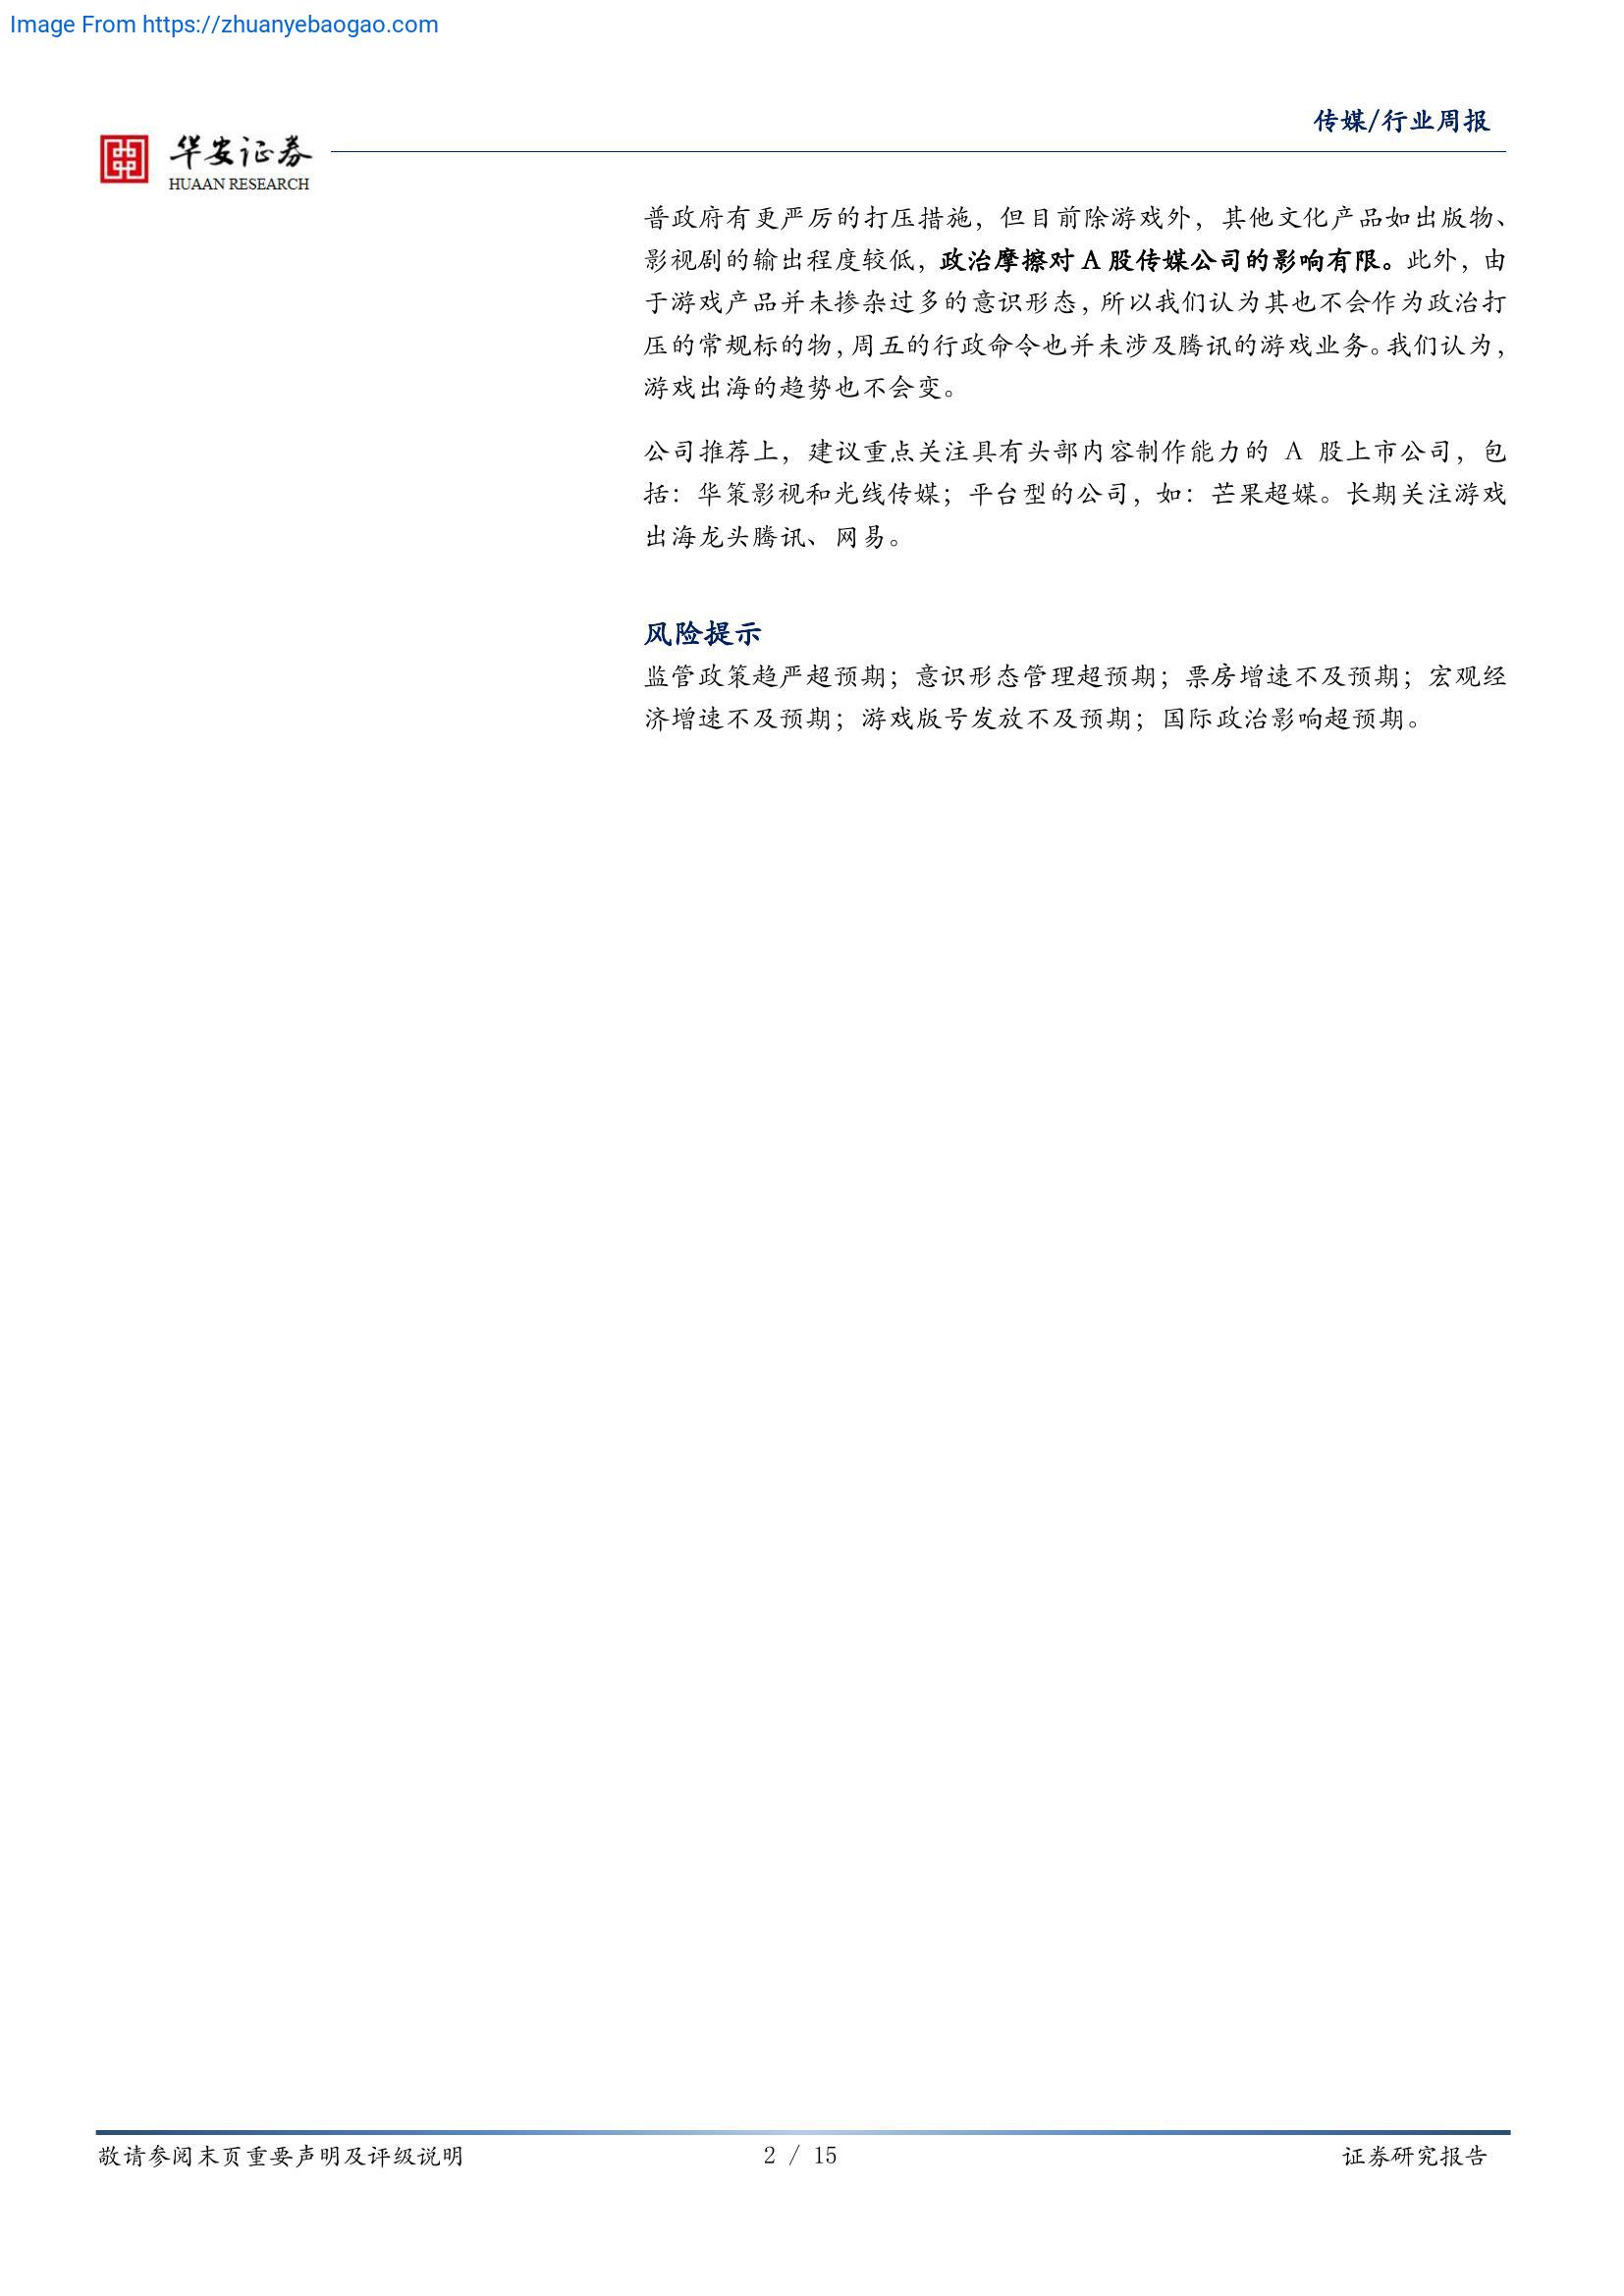 Image From https://zhuanyebaogao.com
传媒/行业周报
华安证券
HUAAN RESEARCH
普政府有更严厉的打压措施，但目前除游戏外，其他文化产品如出版物、
影视剧的输出程度较低，政治摩擦对 A 股传媒公司的影响有限。此外，由
于游戏产品并未掺杂过多的意识形态，所以我们认为其也不会作为政治打
压的常规标的物，周五的行政命令也并未涉及腾讯的游戏业务。我们认为，
游戏出海的趋势也不会变。
公司推荐上，建议重点关注具有头部内容制作能力的 A 股上市公司，包
括：华策影视和光线传媒；平台型的公司，如：芒果超媒。长期关注游戏
出海龙头腾讯、网易。
风险提示
监管政策趋严超预期；意识形态管理超预期；票房增速不及预期；宏观经
济增速不及预期；游戏版号发放不及预期；国际政治影响超预期。
敬请参阅末页重要声明及评级说明
2 / 15
证券研究报告